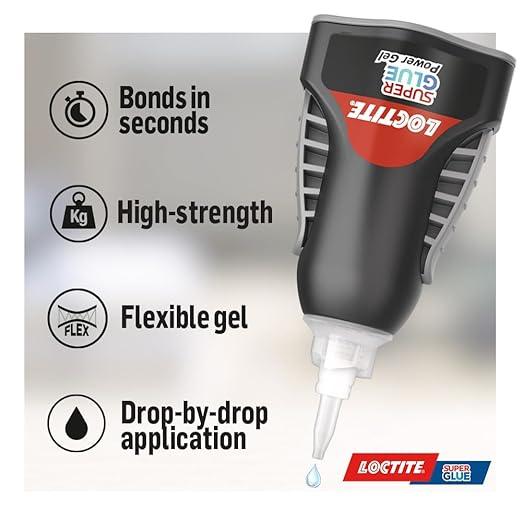 SUPER
GLUE
Power Gel
LOCTITE®
Bonds in
seconds
Kg
High-strength
FLEX
Flexible gel
Drop-by-drop
application
LOCTITE®
SUPER
GLUE